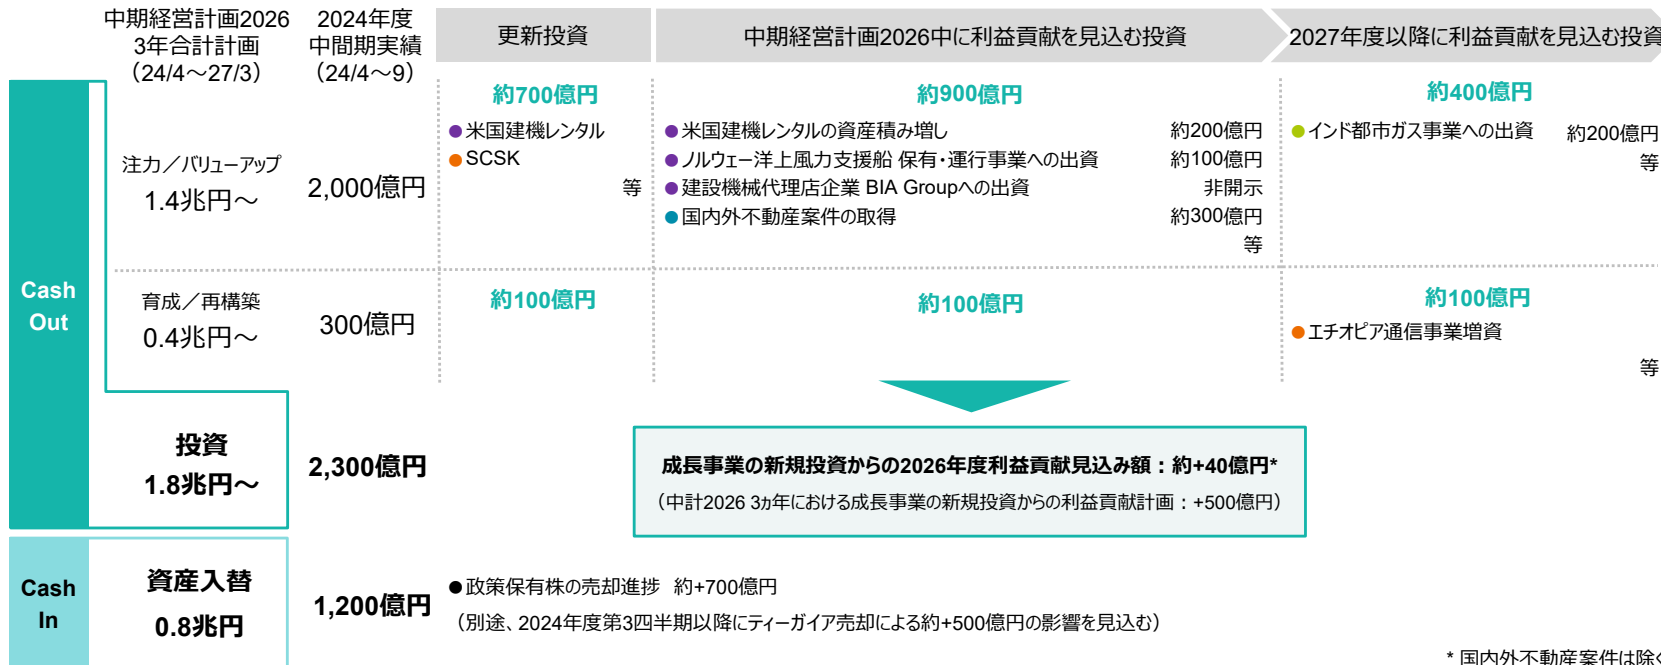 中期経営計画2026
3年合計計画
（24/4～27/3）
2024年度
中間期実績
（24/4～9）
更新投資
中期経営計画2026中に利益貢献を見込む投資
2027年度以降に利益貢献を見込む投資
Cash
Out
注力／バリューアップ
1.4兆円～
2,000億円
約700億円
●米国建機レンタル
●SCSK
等
約900億円
●米国建機レンタルの資産積み増し 約200億円
●ノルウェー洋上風力支援船 保有・運行事業への出資 約100億円
●建設機械代理店企業 BIA Groupへの出資 非開示
●国内外不動産案件の取得 約300億円
等
約400億円
●インド都市ガス事業への出資 約200億円
等
育成／再構築
0.4兆円～
300億円
約100億円
約100億円
約100億円
●エチオピア通信事業増資
等
投資
1.8兆円～
2,300億円
成長事業の新規投資からの2026年度利益貢献見込み額：約+40億円*
（中計2026 3ヵ年における成長事業の新規投資からの利益貢献計画：+500億円）
Cash
In
資産入替
0.8兆円
1,200億円
●政策保有株の売却進捗 約+700億円
（別途、2024年度第3四半期以降にティーガイア売却による約+500億円の影響を見込む）
* 国内外不動産案件は除く